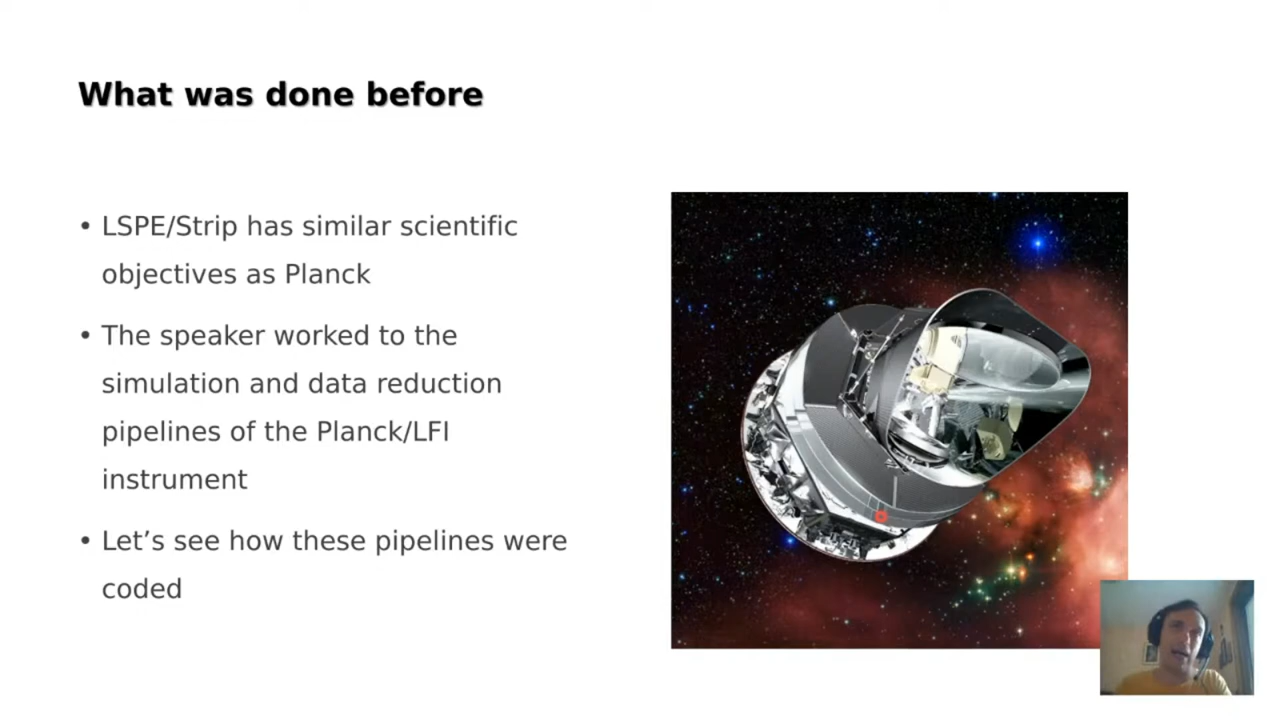 What was done before
• LSPE/Strip has similar scientific
objectives as Planck
• The speaker worked to the
simulation and data reduction
pipelines of the Planck/LFI
instrument
• Let’s see how these pipelines were
coded